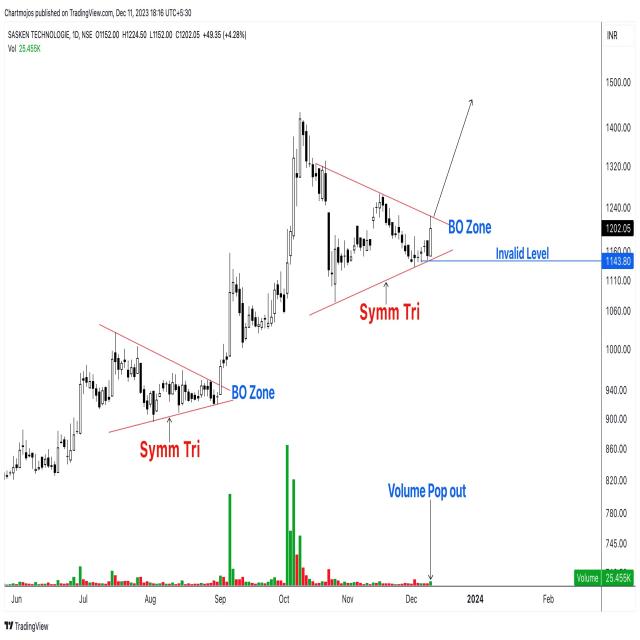 Chartmojos published on TradingView.com, Dec 11, 2023 18:16 UTC+5:30
SASKEN TECHNOLOGIE, 1D, NSE O1152.00 H1224.50 L1152.00 C1202.05 +49.35 (+4.28%)
INR
Vol 25.455K
1500.00
1400.00
1320.00
1240.00
BO Zone
1202.05
Invalid Level
1160.00
1143.80
1110.00
Symm Tri
1060.00
1000.00
BO Zone
940.00
900.00
Symm Tri
860.00
820.00
Volume Pop out
780.00
745.00
Volume 25.455K
Jun Jul Aug Sep Oct Nov Dec 2024 Feb
TradingView